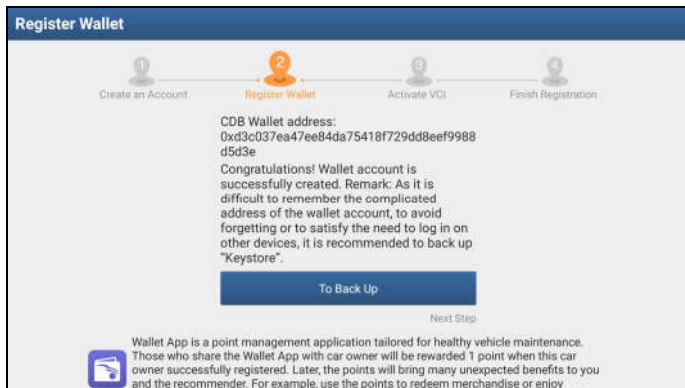 Register Wallet
1
2
3
4
Create an Account
Register Wallet
Activate VCI
Finish Registration
CDB Wallet address:
0xd3c037ea47ee84da75418f729dd8eef9988
d5d3e
Congratulations! Wallet account is
successfully created. Remark: As it is
difficult to remember the complicated
address of the wallet account, to avoid
forgetting or to satisfy the need to log in on
other devices, it is recommended to back up
"Keystore".
To Back Up
Next Step
Wallet App is a point management application tailored for healthy vehicle maintenance.
Those who share the Wallet App with car owner will be rewarded 1 point when this car
owner successfully registered. Later, the points will bring many unexpected benefits to you
and the recommender. For example, use the points to redeem merchandise or enjoy